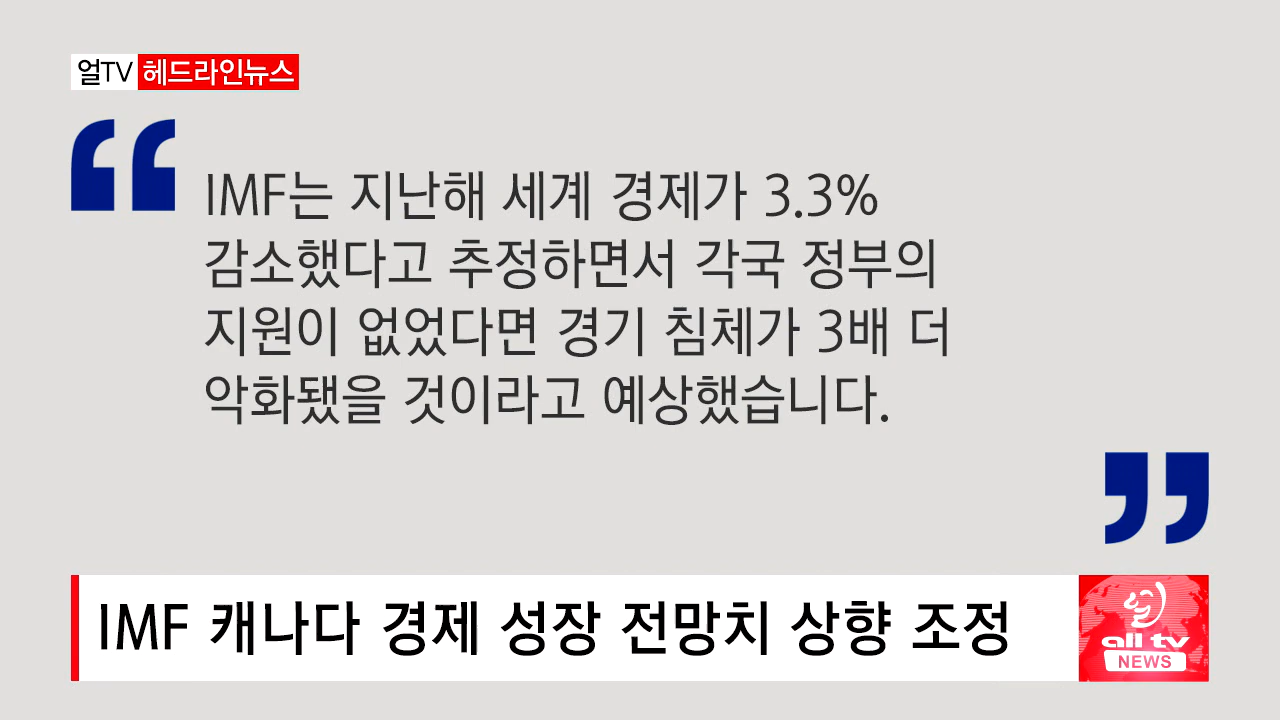 얼TV 헤드라인뉴스
IMF는 지난해 세계 경제가 3.3%
감소했다고 추정하면서 각국 정부의
지원이 없었다면 경기 침체가 3배 더
악화됐을 것이라고 예상했습니다.
IMF 캐나다 경제 성장 전망치 상향 조정
얼
all tv
NEWS